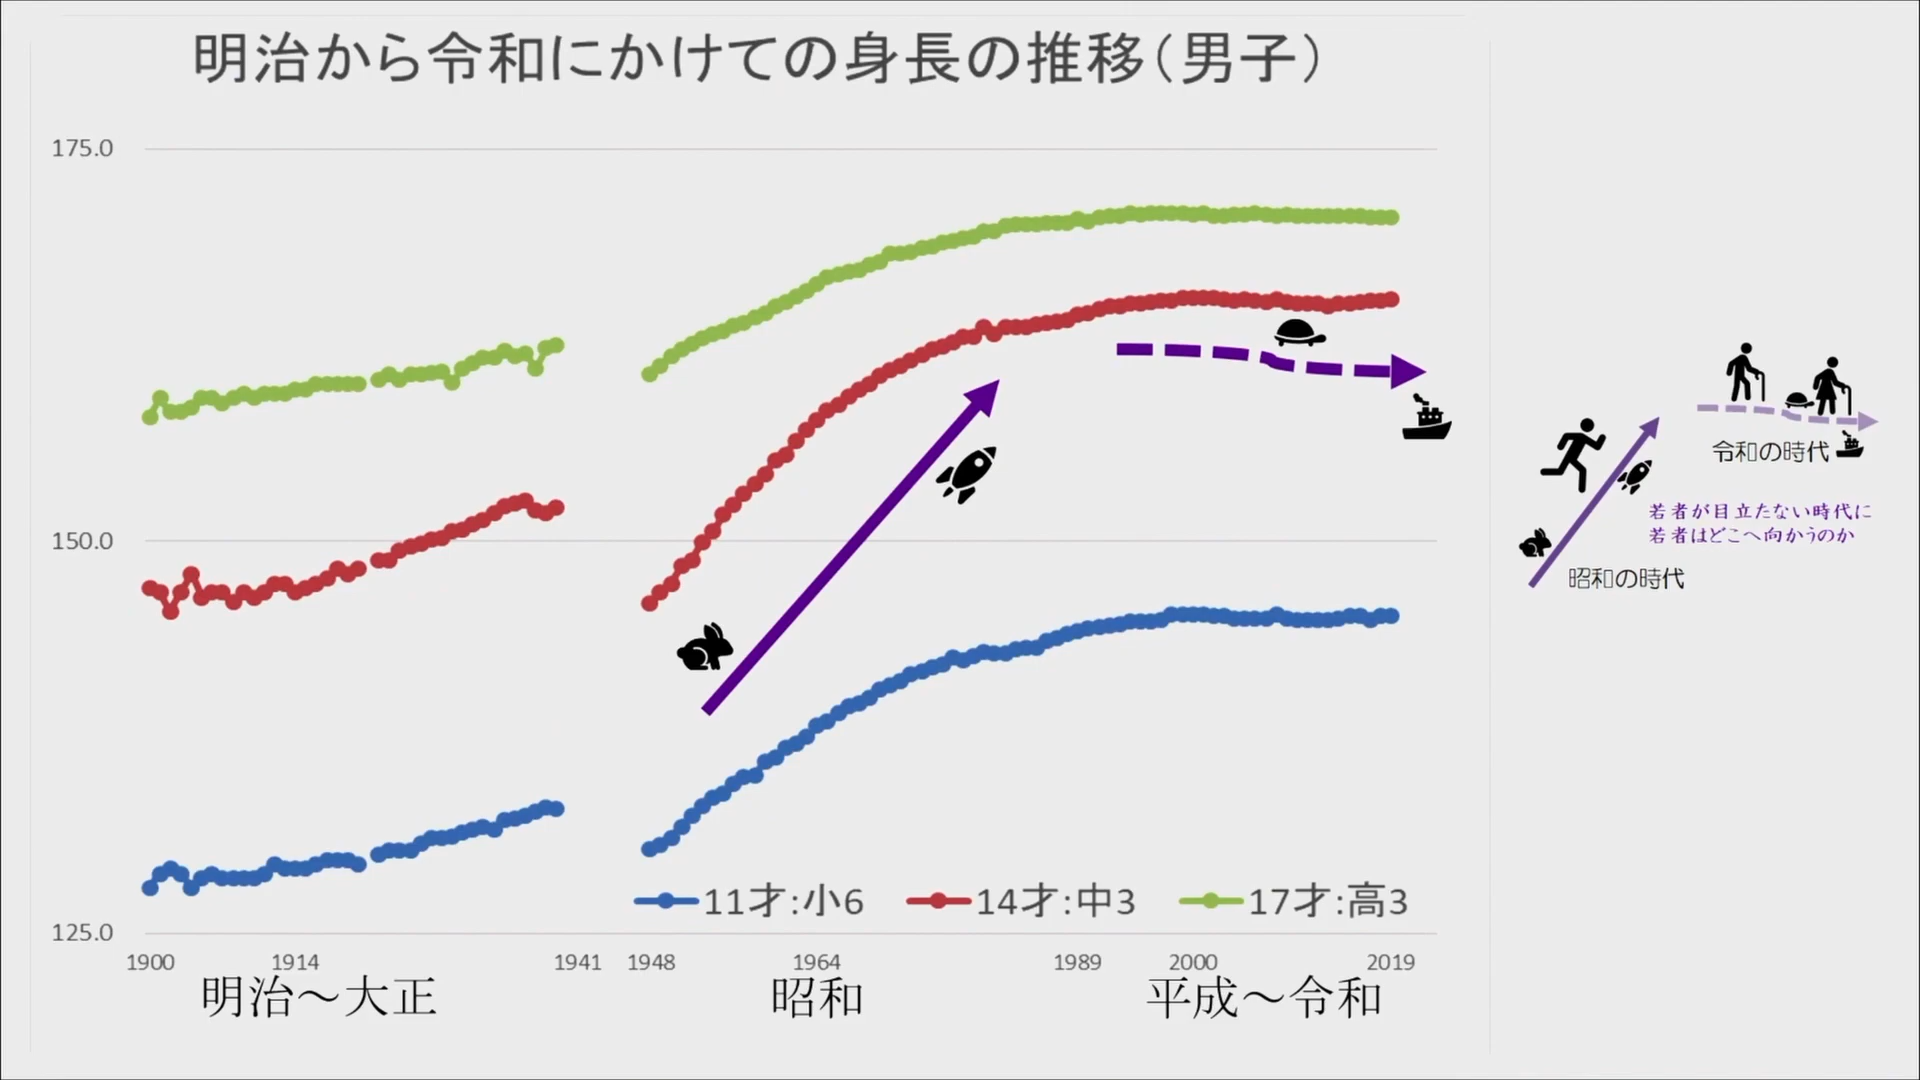 明治から令和にかけての身長の推移（男子）
175.0
150.0
125.0
11才:小6 14才:中3 17才:高3
1900 1914 1941 1948 1964 1989 2000 2019
明治～大正 昭和 平成～令和
令和の時代
若者が目立たない時代に
若者はどこへ向かうのか
昭和の時代